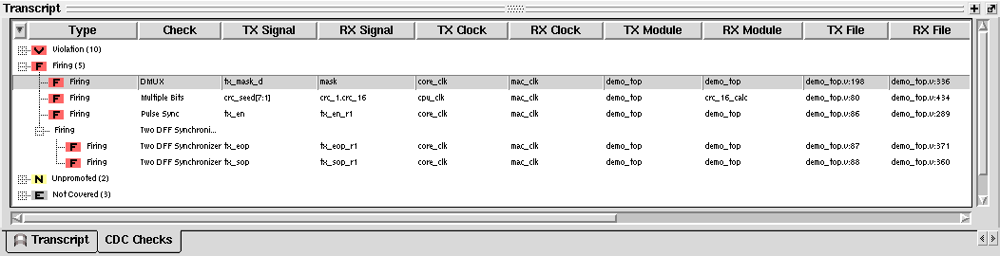 Transcript
Type Check TX Signal RX Signal TX Clock RX Clock TX Module RX Module TX File RX File
Violation (10)
F Firing (5)
F Firing DMUX tx_mask_d mask core_clk mac_clk demo_top demo_top demo_top.v:198 demo_top.v:336
F Firing Multiple Bits crc_seed[7:1] crc_1.crc_16 cpu_clk mac_clk demo_top crc_16_calc demo_top.v:80 demo_top.v:434
F Firing Pulse Sync tx_en tx_en_r1 core_clk mac_clk demo_top demo_top demo_top.v:86 demo_top.v:289
Firing Two DFF Synchroni...
F Firing Two DFF Synchronizer tx_eop tx_eop_r1 core_clk mac_clk demo_top demo_top demo_top.v:87 demo_top.v:371
F Firing Two DFF Synchronizer tx_sop tx_sop_r1 core_clk mac_clk demo_top demo_top demo_top.v:88 demo_top.v:360
N Unpromoted (2)
E Not Covered (3)
Transcript CDC Checks